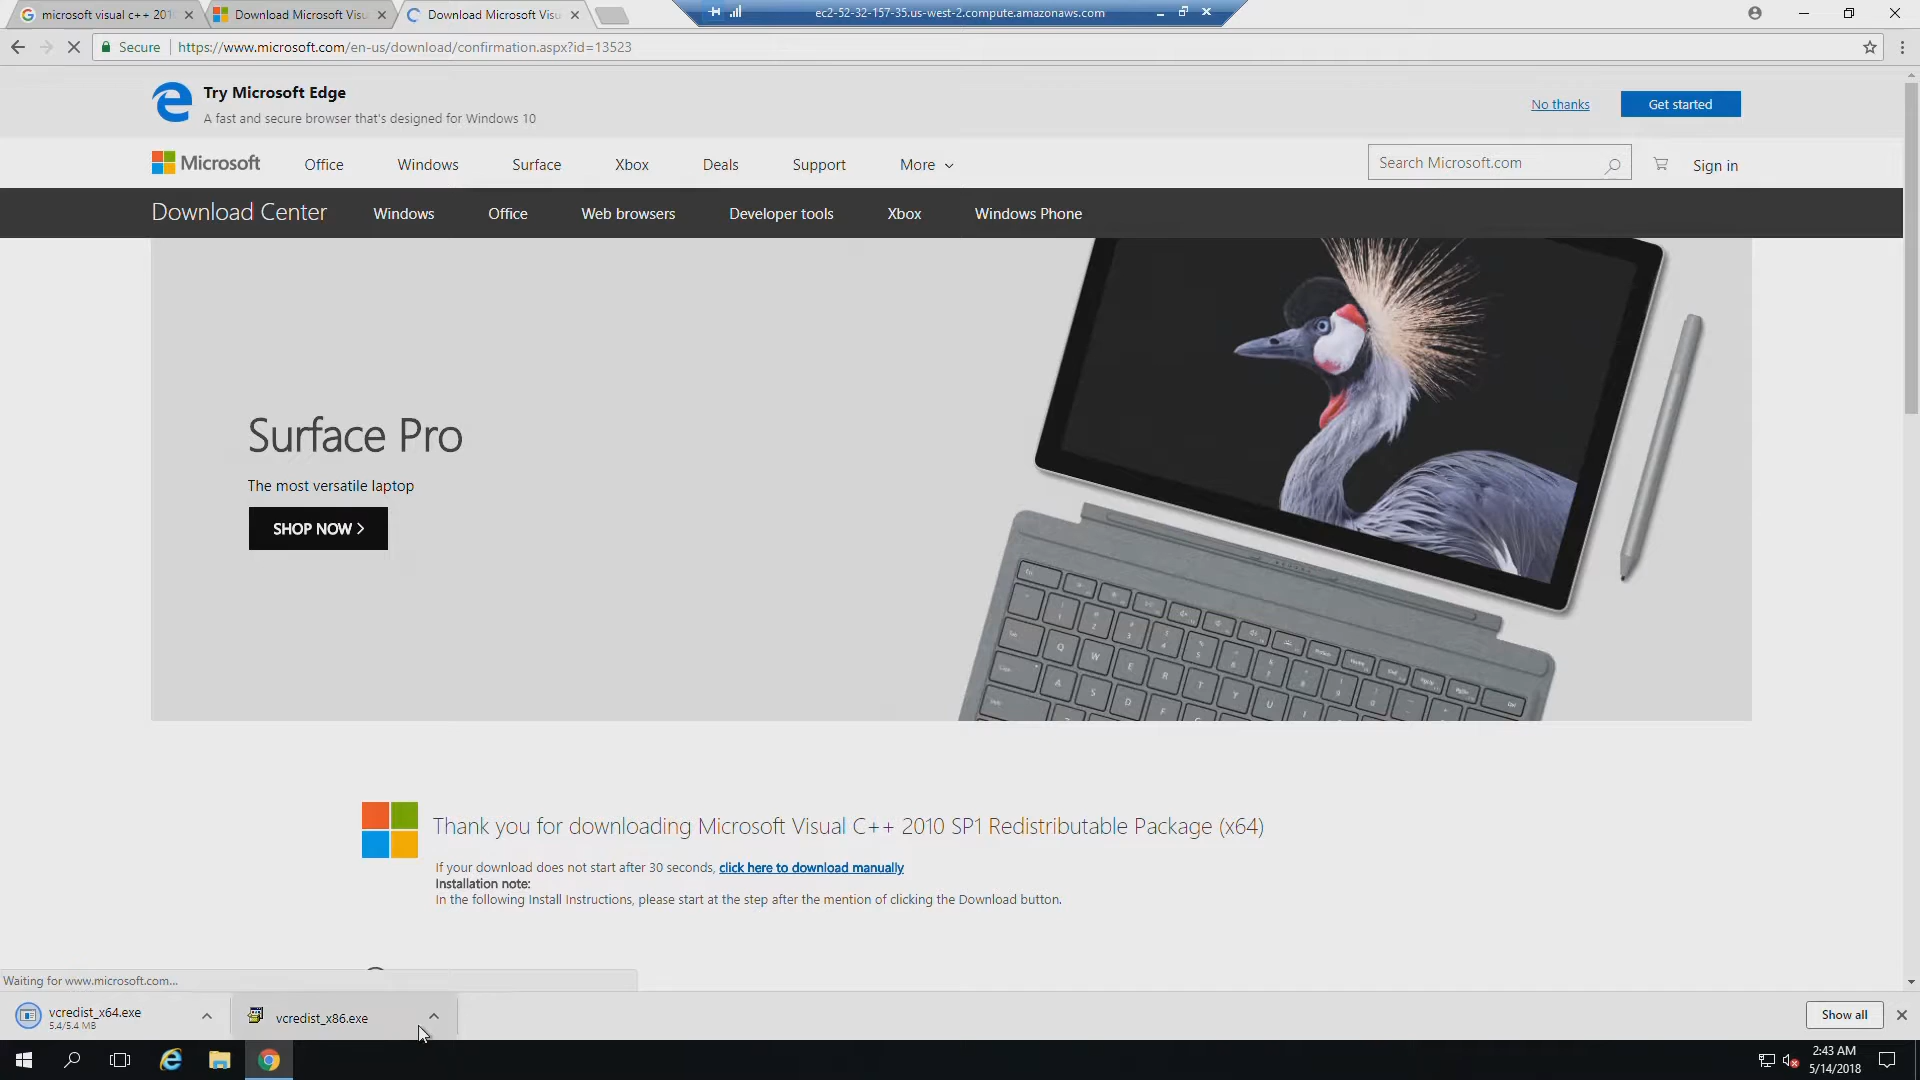 microsoft visual c++ 201
Download Microsoft Visu
Download Microsoft Visu
ec2-52-32-157-35.us-west-2.compute.amazonaws.com
Secure
https://www.microsoft.com/en-us/download/confirmation.aspx?id=13523
Try Microsoft Edge
A fast and secure browser that's designed for Windows 10
No thanks
Get started
Microsoft
Office
Windows
Surface
Xbox
Deals
Support
More
Search Microsoft.com
Sign in
Download Center
Windows
Office
Web browsers
Developer tools
Xbox
Windows Phone
Surface Pro
The most versatile laptop
SHOP NOW >
Thank you for downloading Microsoft Visual C++ 2010 SP1 Redistributable Package (x64)
If your download does not start after 30 seconds, click here to download manually
Installation note:
In the following Install Instructions, please start at the step after the mention of clicking the Download button.
Waiting for www.microsoft.com...
vcredist_x64.exe
5.4/5.4 MB
vcredist_x86.exe
Show all
2:43 AM
5/14/2018